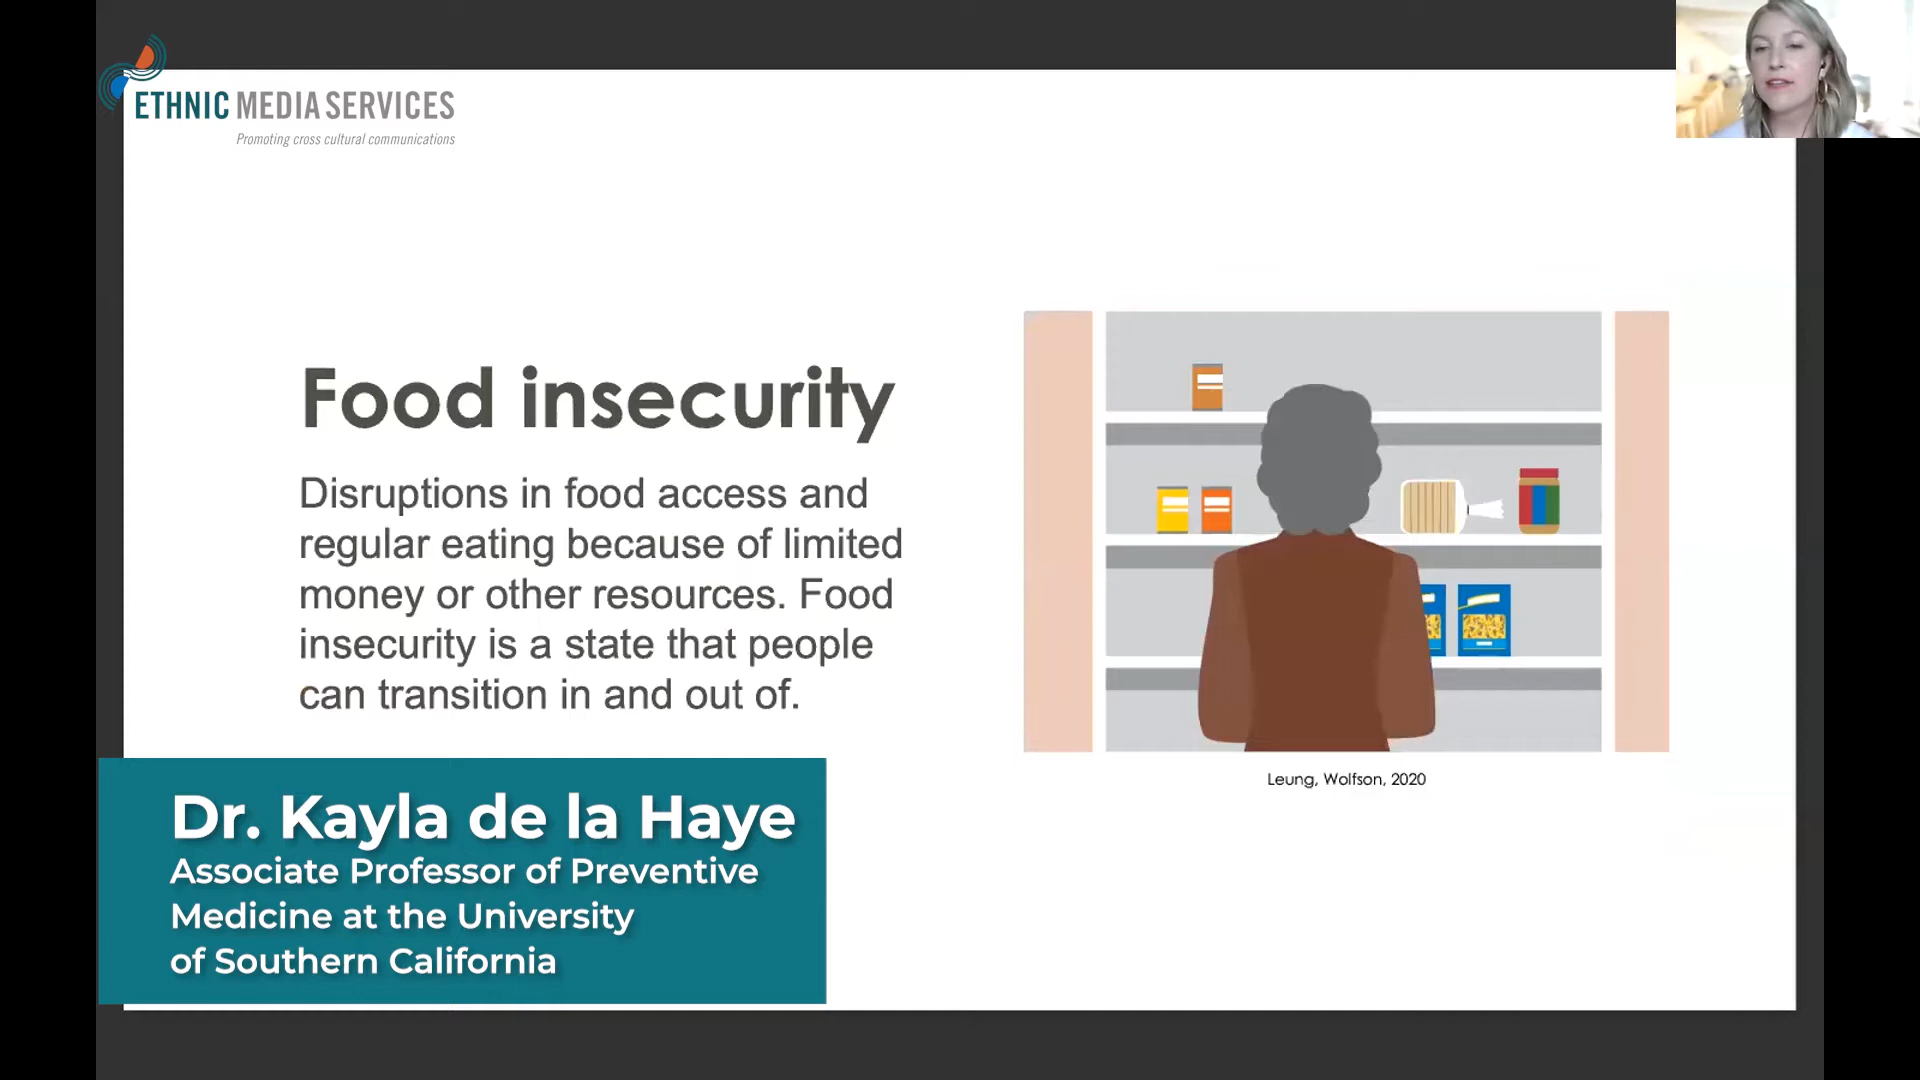 ETHNIC MEDIA SERVICES
Promoting cross cultural communications
Food insecurity
Disruptions in food access and
regular eating because of limited
money or other resources. Food
insecurity is a state that people
can transition in and out of.
Leung, Wolfson, 2020
Dr. Kayla de la Haye
Associate Professor of Preventive
Medicine at the University
of Southern California